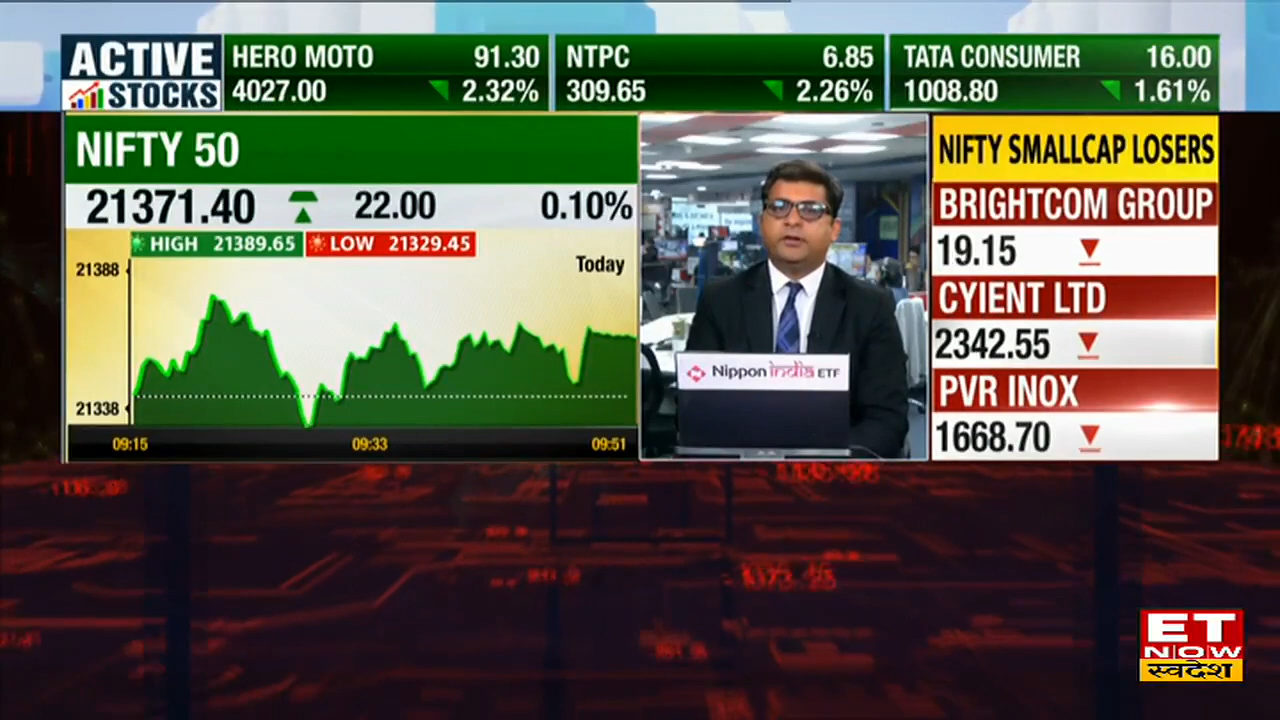 ACTIVE STOCKS
HERO MOTO 91.30
4027.00 2.32%
NTPC 6.85
309.65 2.26%
TATA CONSUMER 16.00
1008.80 1.61%
NIFTY 50
21371.40 22.00 0.10%
HIGH 21389.65 LOW 21329.45
Today
21388
21338
09:15 09:33 09:51
Nippon india ETF
NIFTY SMALLCAP LOSERS
BRIGHTCOM GROUP
19.15
CYIENT LTD
2342.55
PVR INOX
1668.70
ET
NOW
स्वदेश